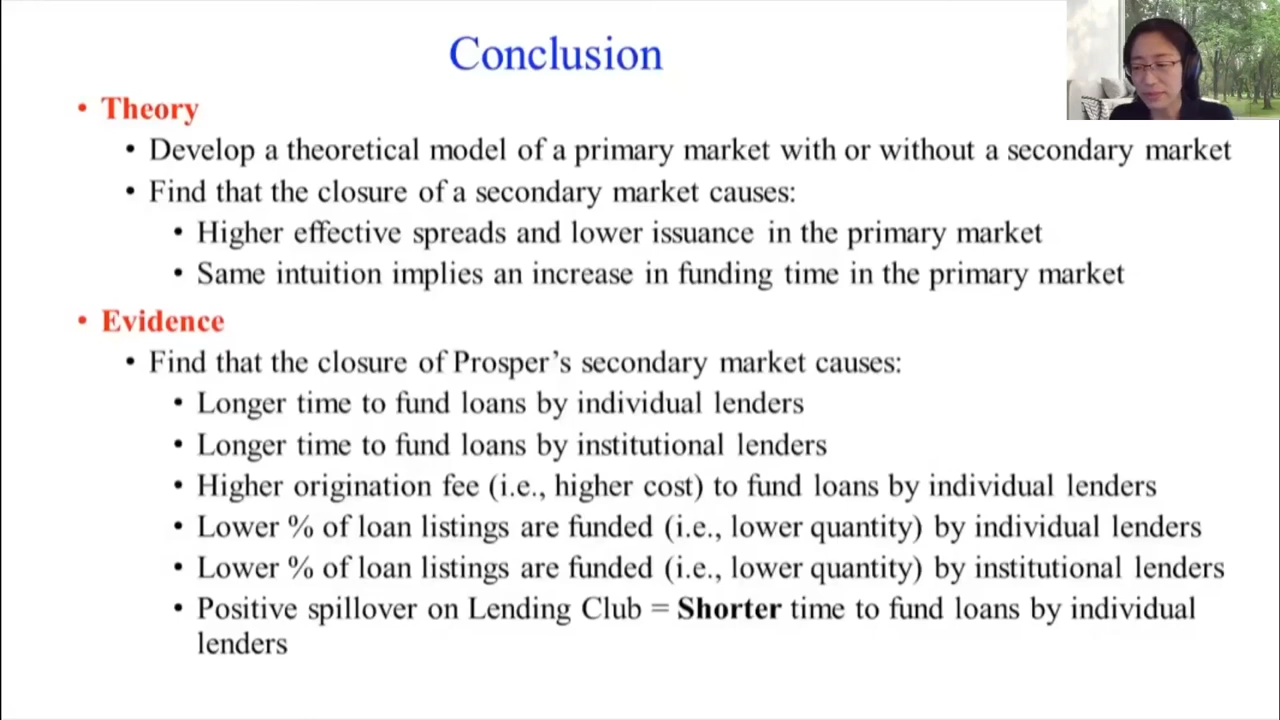 Conclusion
• Theory
• Develop a theoretical model of a primary market with or without a secondary market
• Find that the closure of a secondary market causes:
• Higher effective spreads and lower issuance in the primary market
• Same intuition implies an increase in funding time in the primary market
• Evidence
• Find that the closure of Prosper’s secondary market causes:
• Longer time to fund loans by individual lenders
• Longer time to fund loans by institutional lenders
• Higher origination fee (i.e., higher cost) to fund loans by individual lenders
• Lower % of loan listings are funded (i.e., lower quantity) by individual lenders
• Lower % of loan listings are funded (i.e., lower quantity) by institutional lenders
• Positive spillover on Lending Club = Shorter time to fund loans by individual
lenders